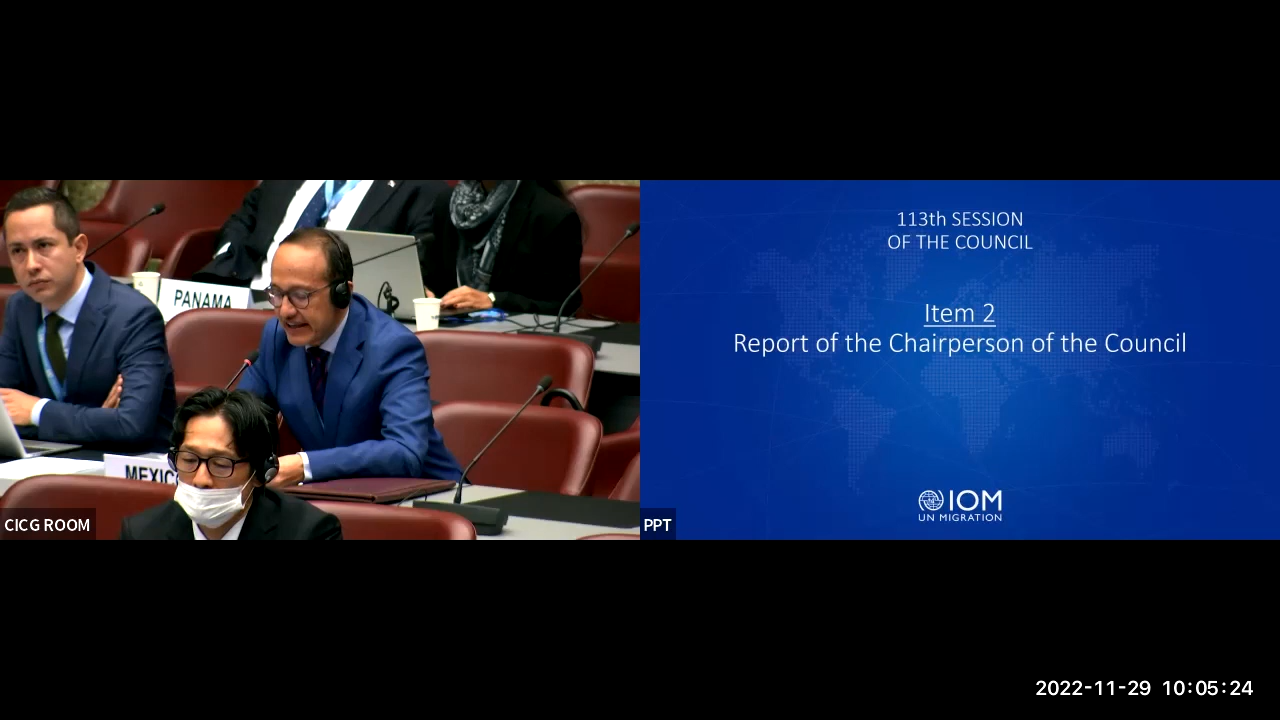 PANAMA
MEXICO
CICG ROOM
113th SESSION
OF THE COUNCIL
Item 2
Report of the Chairperson of the Council
IOM
UN MIGRATION
PPT
2022-11-29 10:05:24